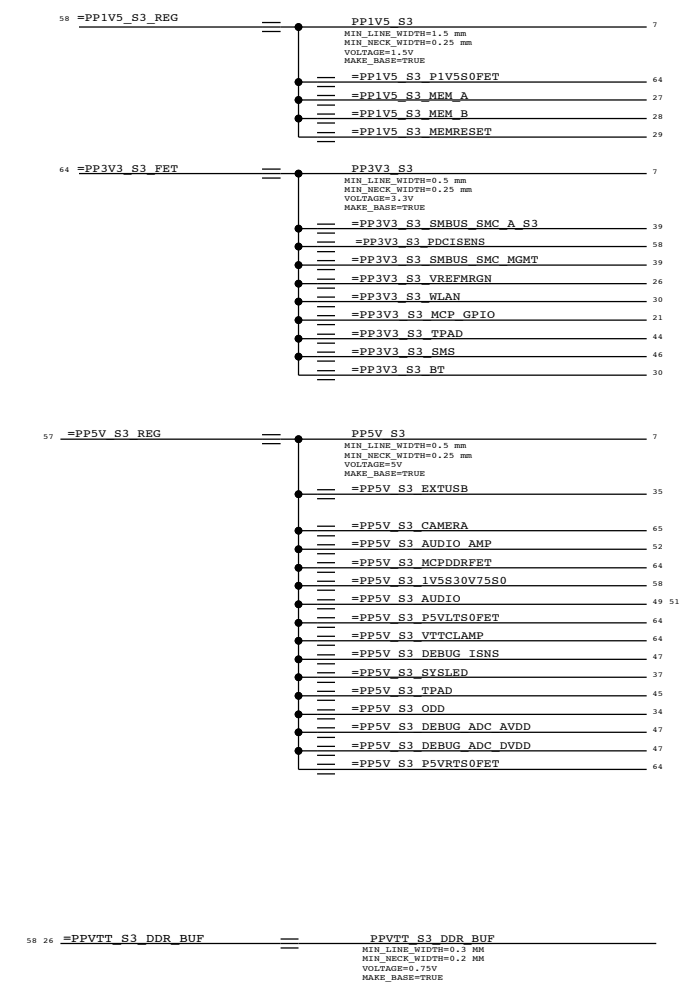 58 =PP1V5_S3_REG PP1V5_S3 7
MIN_LINE_WIDTH=1.5 mm
MIN_NECK_WIDTH=0.25 mm
VOLTAGE=1.5V
MAKE_BASE=TRUE
=PP1V5_S3_P1V5S0FET 64
=PP1V5_S3_MEM_A 27
=PP1V5_S3_MEM_B 28
=PP1V5_S3_MEMRESET 29
64 =PP3V3_S3_FET PP3V3_S3 7
MIN_LINE_WIDTH=0.5 mm
MIN_NECK_WIDTH=0.25 mm
VOLTAGE=3.3V
MAKE_BASE=TRUE
=PP3V3_S3_SMBUS_SMC_A_S3 39
=PP3V3_S3_PDCISENS 58
=PP3V3_S3_SMBUS_SMC_MGMT 39
=PP3V3_S3_VREFMRGN 26
=PP3V3_S3_WLAN 30
=PP3V3_S3_MCP_GPIO 21
=PP3V3_S3_TPAD 44
=PP3V3_S3_SMS 46
=PP3V3_S3_BT 30
57 =PP5V_S3_REG PP5V_S3 7
MIN_LINE_WIDTH=0.5 mm
MIN_NECK_WIDTH=0.25 mm
VOLTAGE=5V
MAKE_BASE=TRUE
=PP5V_S3_EXTUSB 35
=PP5V_S3_CAMERA 65
=PP5V_S3_AUDIO_AMP 52
=PP5V_S3_MCPDDRFET 64
=PP5V_S3_1V5S30V75S0 58
=PP5V_S3_AUDIO 49 51
=PP5V_S3_P5VLTS0FET 64
=PP5V_S3_VTTCLAMP 64
=PP5V_S3_DEBUG_ISNS 47
=PP5V_S3_SYSLED 37
=PP5V_S3_TPAD 45
=PP5V_S3_ODD 34
=PP5V_S3_DEBUG_ADC_AVDD 47
=PP5V_S3_DEBUG_ADC_DVDD 47
=PP5V_S3_P5VRTS0FET 64
58 26 =PPVTT_S3_DDR_BUF PPVTT_S3_DDR_BUF
MIN_LINE_WIDTH=0.3 MM
MIN_NECK_WIDTH=0.2 MM
VOLTAGE=0.75V
MAKE_BASE=TRUE